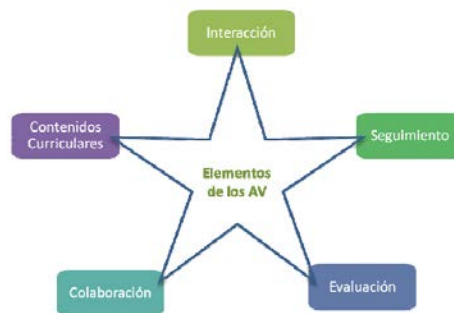 Interacción
Contenidos
Curriculares
Seguimiento
Elementos
de los AV
Colaboración
Evaluación